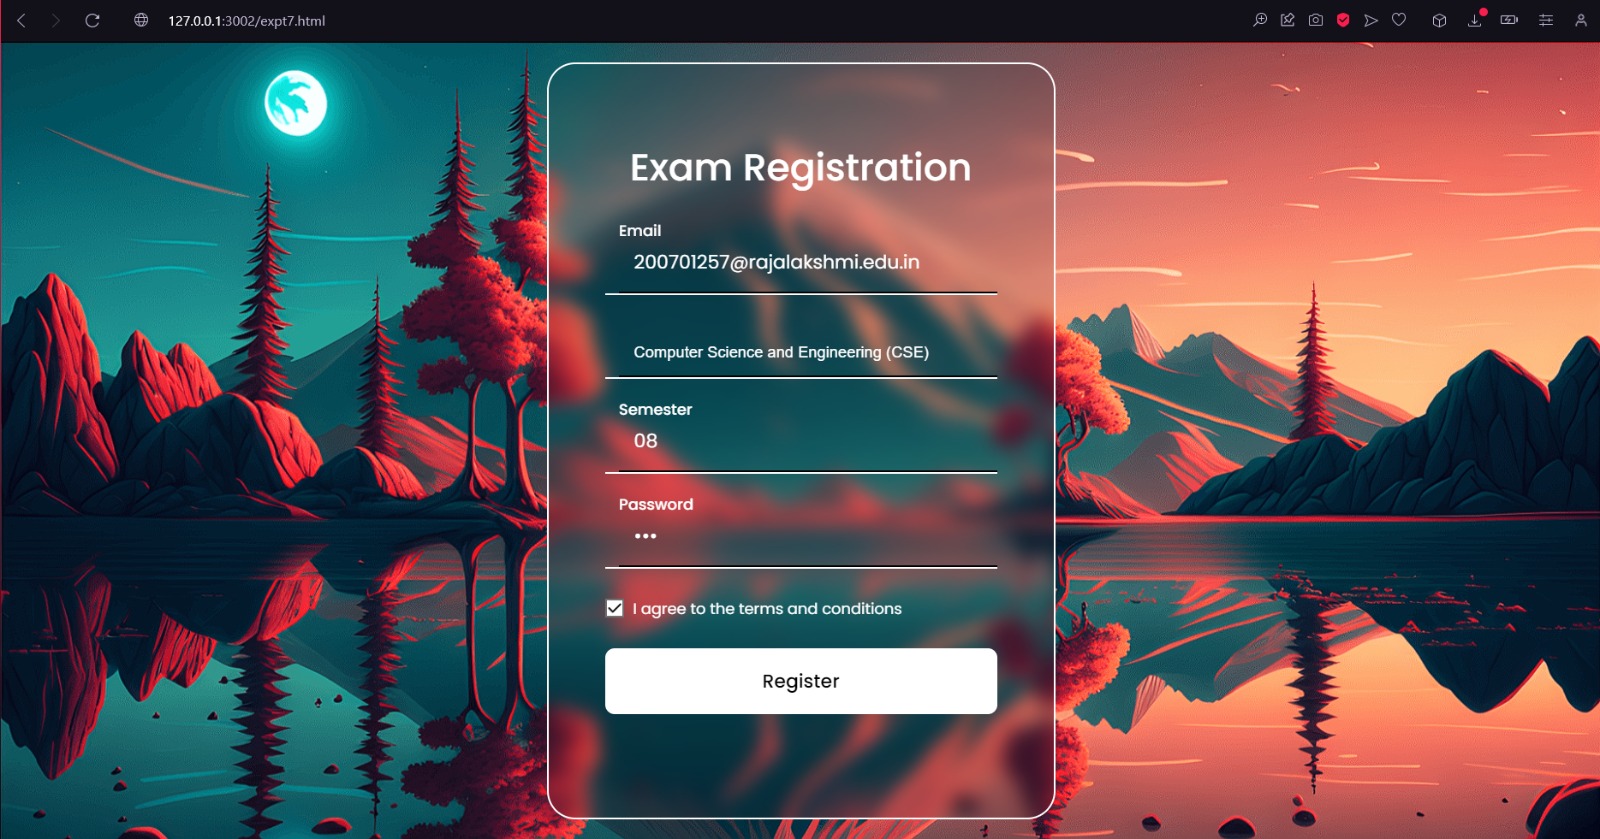 127.0.0.1:3002/expt7.html
Exam Registration
Email
200701257@rajalakshmi.edu.in
Computer Science and Engineering (CSE)
Semester
08
Password
•••
I agree to the terms and conditions
Register